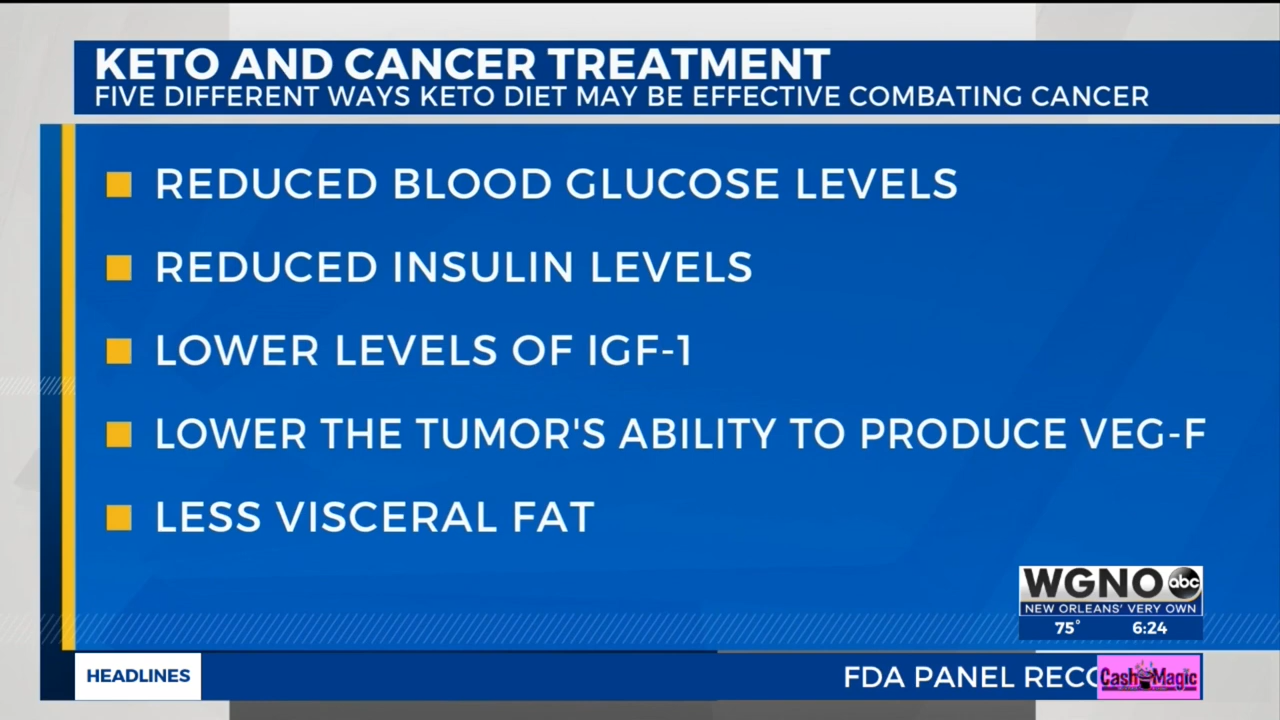 KETO AND CANCER TREATMENT
FIVE DIFFERENT WAYS KETO DIET MAY BE EFFECTIVE COMBATING CANCER
REDUCED BLOOD GLUCOSE LEVELS
REDUCED INSULIN LEVELS
LOWER LEVELS OF IGF-1
LOWER THE TUMOR'S ABILITY TO PRODUCE VEG-F
LESS VISCERAL FAT
WGNO abc
NEW ORLEANS' VERY OWN
75° 6:24
HEADLINES
FDA PANEL RECO
Cash Magic